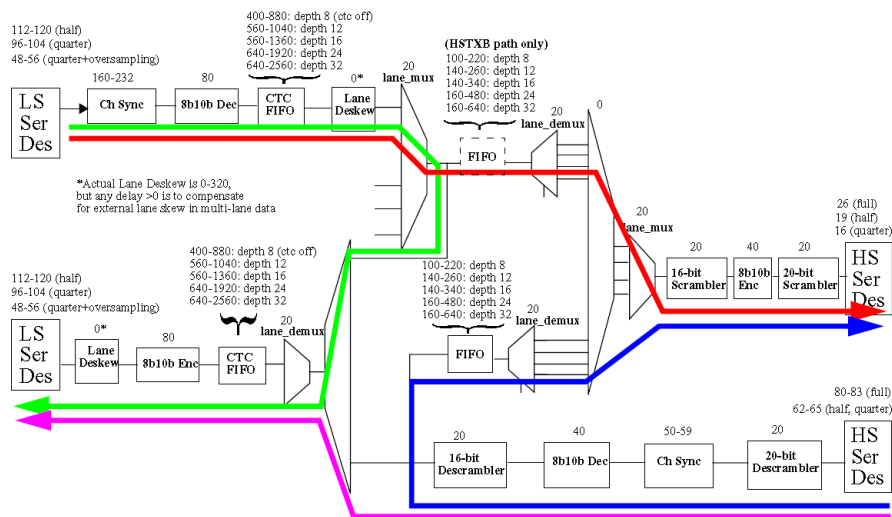 112-120 (half)
96-104 (quarter)
48-56 (quarter+oversampling)
400-880: depth 8 (ctc off)
560-1040: depth 12
560-1360: depth 16
640-1920: depth 24
640-2560: depth 32
(HSTXB path only)
100-220: depth 8
140-260: depth 12
140-340: depth 16
160-480: depth 24
160-640: depth 32
LS
Ser
Des
160-232
Ch Sync
80
8b10b Dec
CTC
FIFO
0*
Lane
Deskew
20
lane_mux
FIFO
20
lane_demux
0
*Actual Lane Deskew is 0-320,
but any delay >0 is to compensate
for external lane skew in multi-lane data
20
lane_mux
20
16-bit
Scrambler
40
8b10b
Enc
20
20-bit
Scrambler
26 (full)
19 (half)
16 (quarter)
HS
Ser
Des
112-120 (half)
96-104 (quarter)
48-56 (quarter+oversampling)
400-880: depth 8 (ctc off)
560-1040: depth 12
560-1360: depth 16
640-1920: depth 24
640-2560: depth 32
LS
Ser
Des
0*
Lane
Deskew
80
8b10b Enc
CTC
FIFO
20
lane_demux
100-220: depth 8
140-260: depth 12
140-340: depth 16
160-480: depth 24
160-640: depth 32
FIFO
20
lane_demux
20
16-bit
Descrambler
40
8b10b Dec
50-59
Ch Sync
20
20-bit
Descrambler
80-83 (full)
62-65 (half, quarter)
HS
Ser
Des